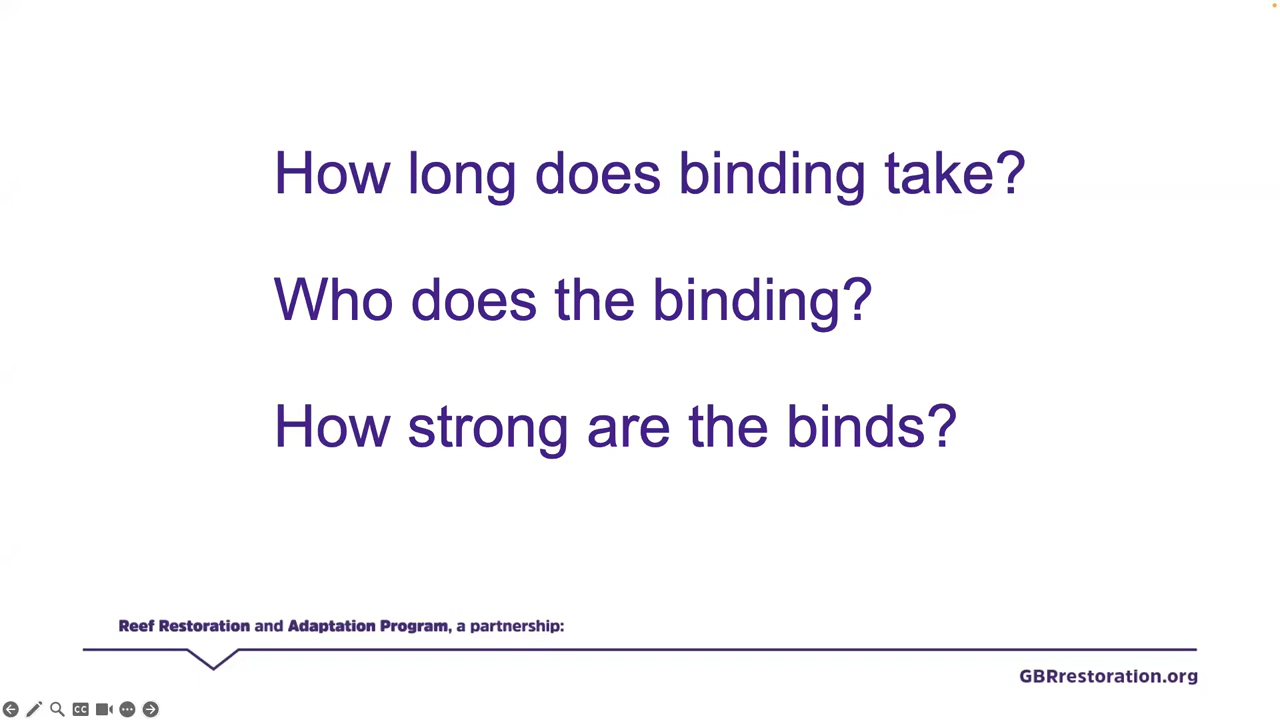 How long does binding take?
Who does the binding?
How strong are the binds?
Reef Restoration and Adaptation Program, a partnership:
GBRrestoration.org
CC